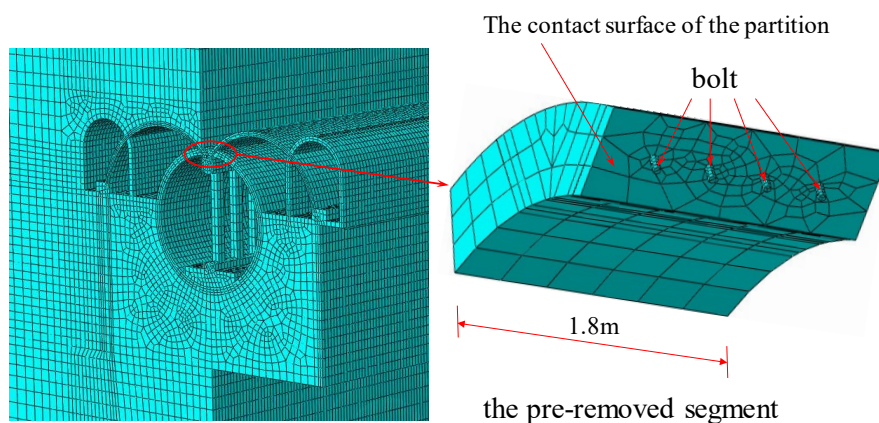 The contact surface of the partition
bolt
1.8m
the pre-removed segment